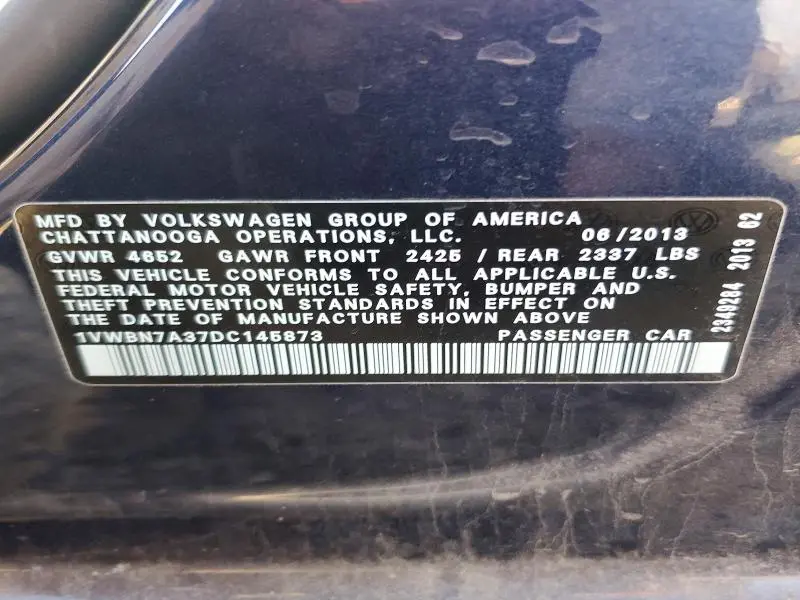 MFD BY VOLKSWAGEN GROUP OF AMERICA
CHATTANOOGA OPERATIONS, LLC. 06/2013
GVWR 4652 GAWR FRONT 2425 / REAR 2337 LBS
THIS VEHICLE CONFORMS TO ALL APPLICABLE U.S.
FEDERAL MOTOR VEHICLE SAFETY, BUMPER AND
THEFT PREVENTION STANDARDS IN EFFECT ON
THE DATE OF MANUFACTURE SHOWN ABOVE
1VWBN7A37DC145873 PASSENGER CAR
2349284 2013 62